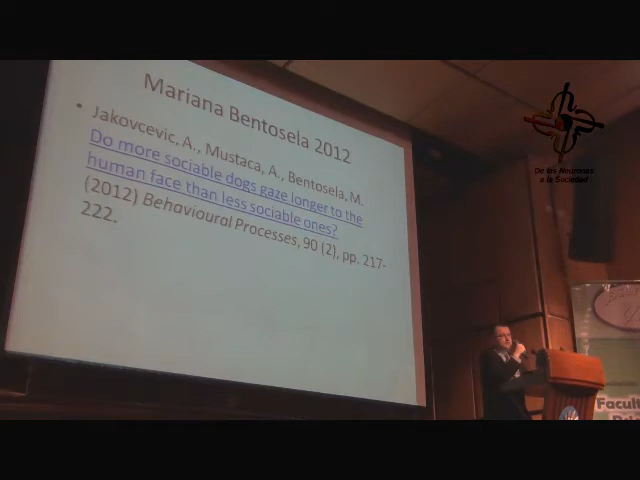 Mariana Bentosela 2012
• Jakovcevic, A., Mustaca, A., Bentosela, M.
Do more sociable dogs gaze longer to the
human face than less sociable ones?
(2012) Behavioural Processes, 90 (2), pp. 217-
222.
De las Neuronas
a la Sociedad
Facult